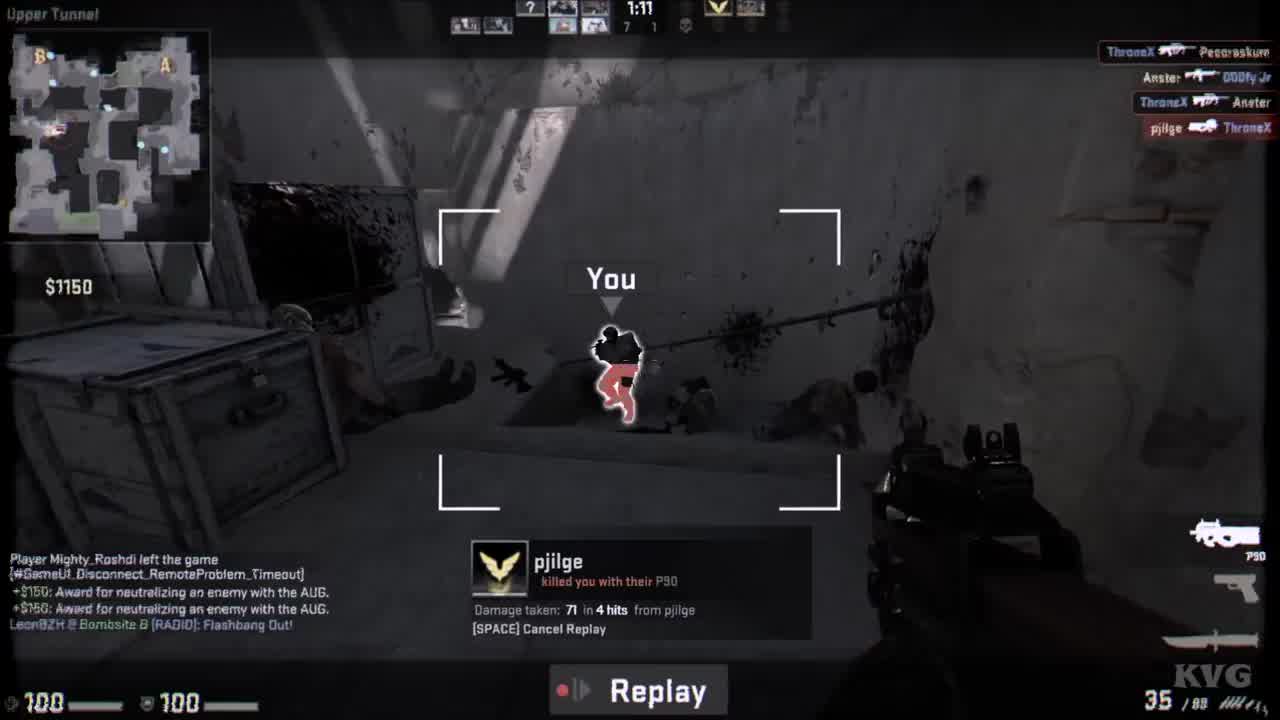 Upper Tunnel
?
1:11
7 1
B
A
ThroneX Pecoraskum
Anster OOOfy Jr
ThroneX Anster
pjilge ThroneX
$1150
You
Player Mighty_Roshdi left the game
[#GameUI_Disconnect_RemoteProblem_Timeout]
+$150: Award for neutralizing an enemy with the AUG.
+$150: Award for neutralizing an enemy with the AUG.
@ Bombsite B [RADIO]: Flashbang Out!
pjilge
killed you with their P90
Damage taken: 71 in 4 hits from pjilge
[SPACE] Cancel Replay
P90
KVG
100
100
Replay
35 /